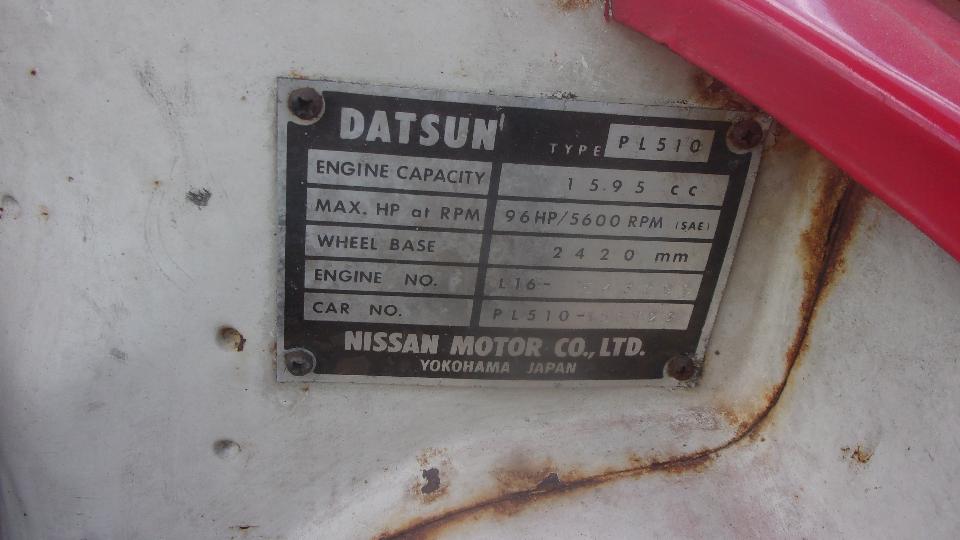 DATSUN
TYPE PL510
ENGINE CAPACITY 1595 cc
MAX. HP at RPM 96HP/5600 RPM (SAE)
WHEEL BASE 2420 mm
ENGINE NO. L16-
CAR NO. PL510-
NISSAN MOTOR CO., LTD.
YOKOHAMA JAPAN